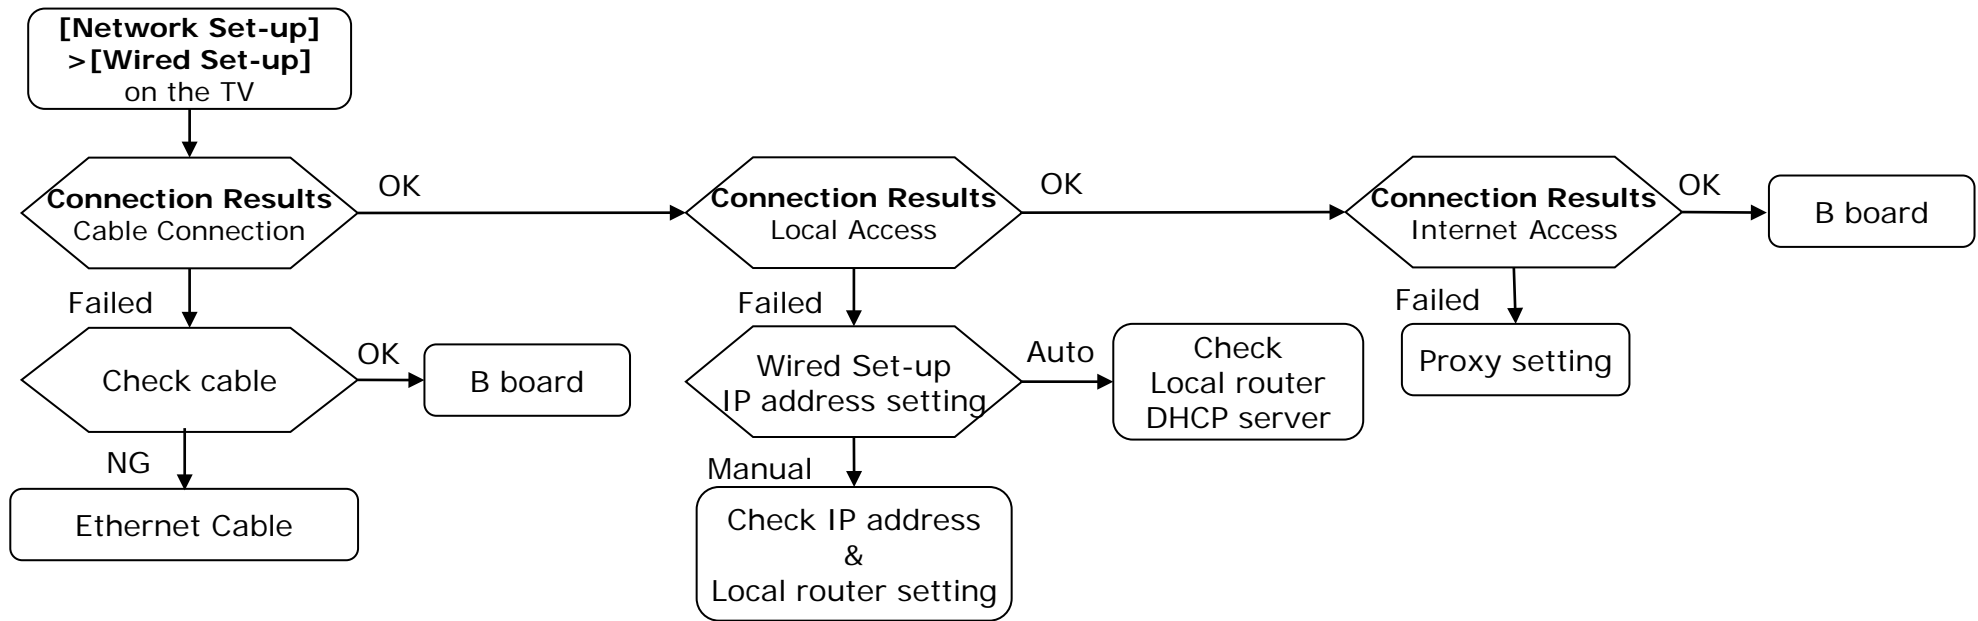 [Network Set-up]
>[Wired Set-up]
on the TV
Connection Results
Cable Connection
OK
Connection Results
Local Access
OK
Connection Results
Internet Access
OK
B board
Failed
Check cable
OK
B board
NG
Ethernet Cable
Failed
Wired Set-up
IP address setting
Auto
Check
Local router
DHCP server
Manual
Check IP address
&
Local router setting
Failed
Proxy setting